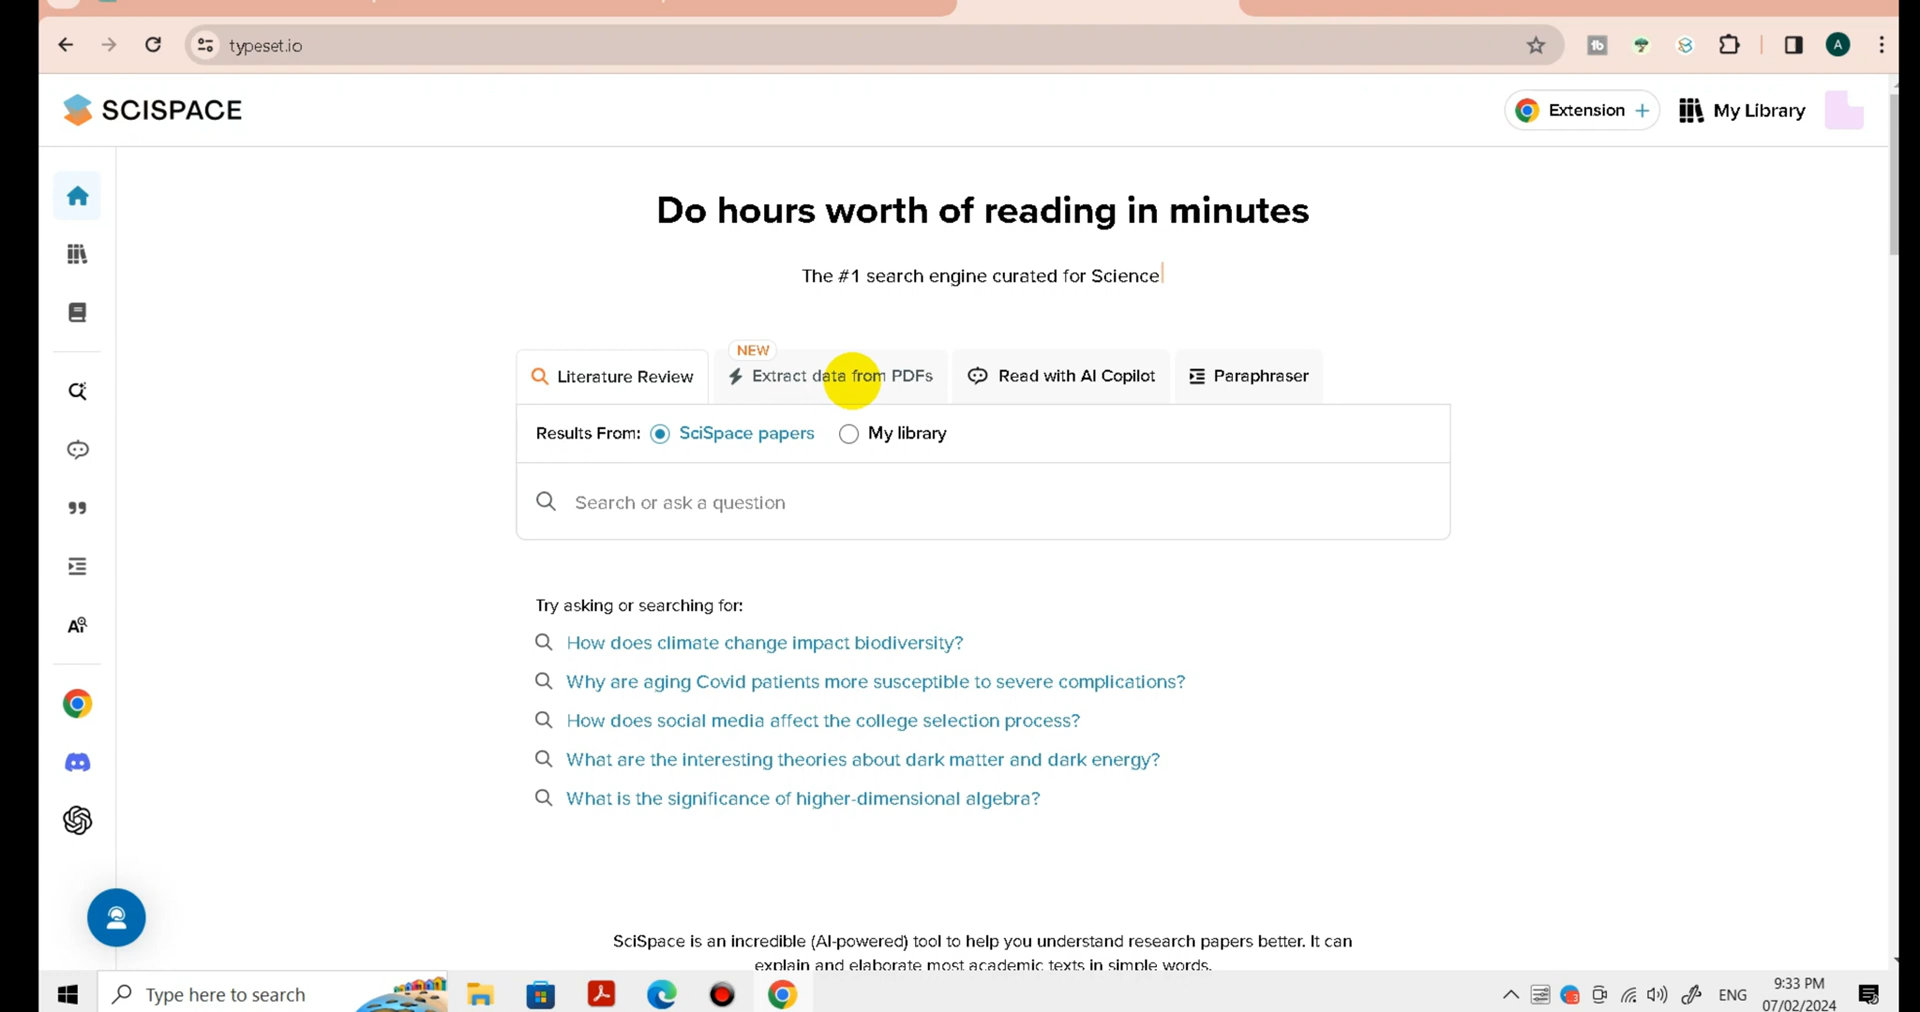 typeset.io
SCISPACE
Extension +
My Library
Do hours worth of reading in minutes
The #1 search engine curated for Science
NEW
Literature Review
Extract data from PDFs
Read with AI Copilot
Paraphraser
Results From: SciSpace papers My library
Search or ask a question
Try asking or searching for:
How does climate change impact biodiversity?
Why are aging Covid patients more susceptible to severe complications?
How does social media affect the college selection process?
What are the interesting theories about dark matter and dark energy?
What is the significance of higher-dimensional algebra?
SciSpace is an incredible (AI-powered) tool to help you understand research papers better. It can
explain and elaborate most academic texts in simple words.
Type here to search
ENG
9:33 PM
07/02/2024